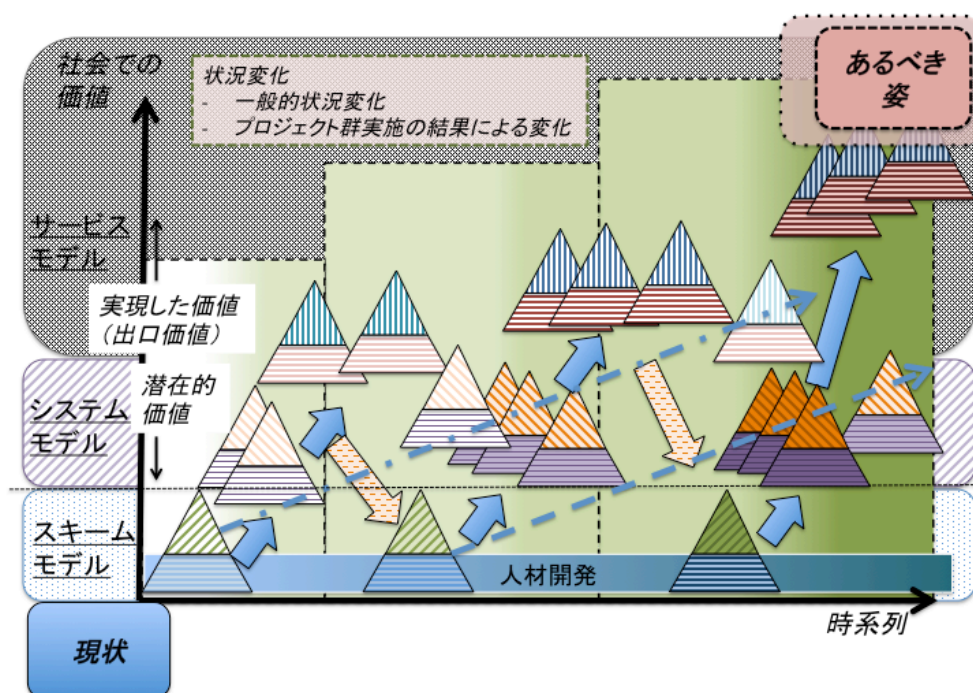 社会での
価値
状況変化
- 一般的状況変化
- プロジェクト群実施の結果による変化
あるべき
姿
サービス
モデル
実現した価値
（出口価値）
潜在的
価値
システム
モデル
スキーム
モデル
人材開発
時系列
現状